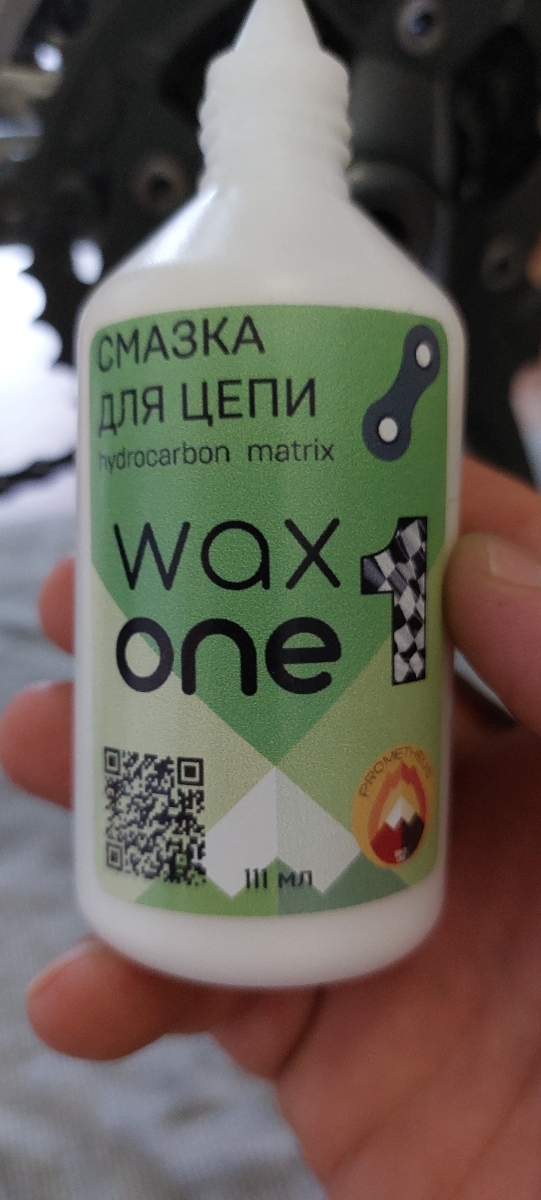 СМАЗКА
ДЛЯ ЦЕПИ
hydrocarbon matrix
wax
one 1
PROMETHEUS
111 мл